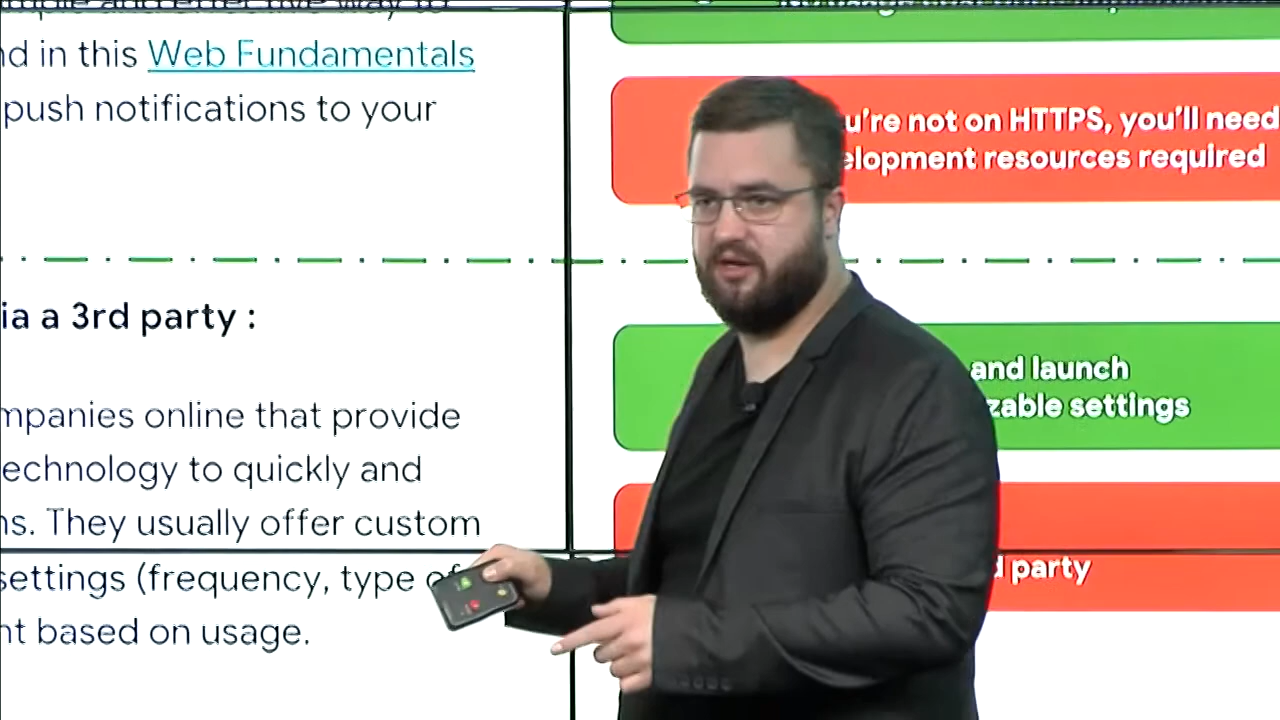 nd in this Web Fundamentals
push notifications to your
ia a 3rd party :
mpanies online that provide
echnology to quickly and
ns. They usually offer custom
settings (frequency, type of
nt based on usage.
u're not on HTTPS, you'll need
elopment resources required
and launch
zable settings
d party